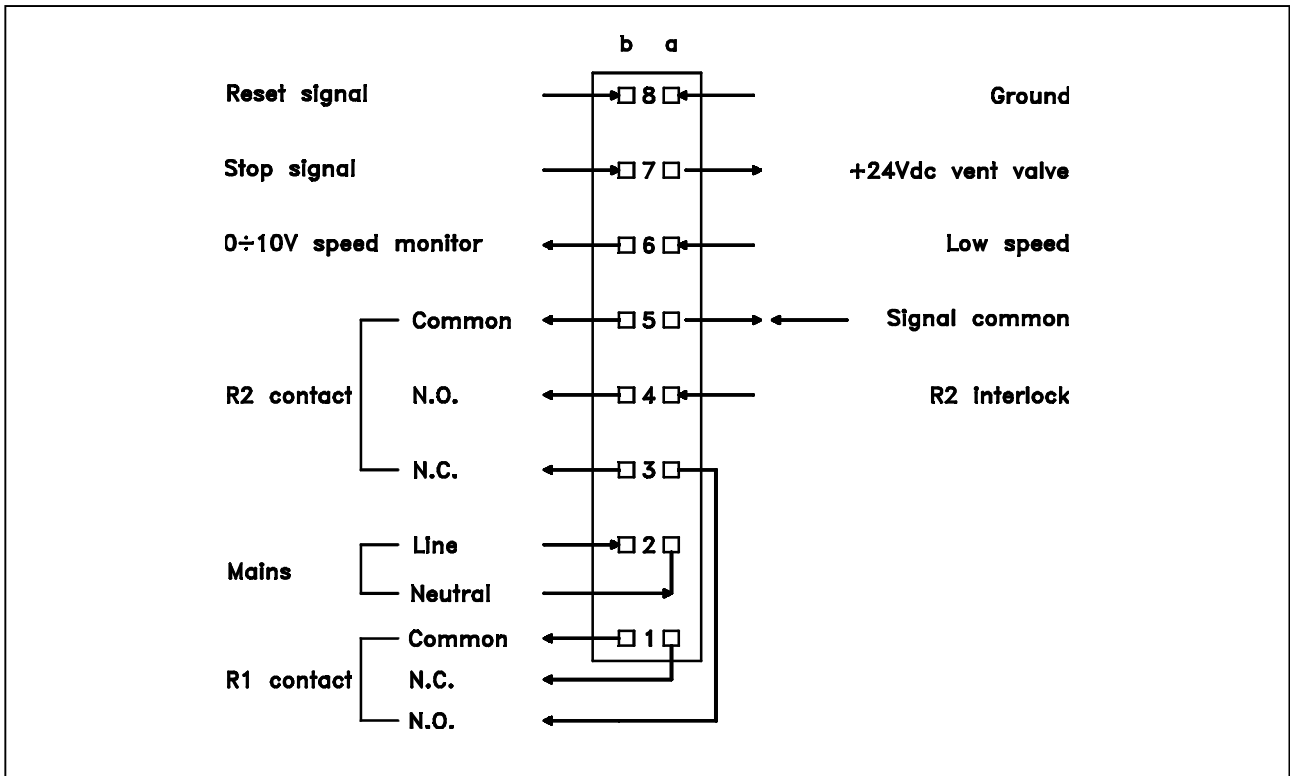 b a
Reset signal 8 Ground
Stop signal 7 +24Vdc vent valve
0÷10V speed monitor 6 Low speed
Common 5 Signal common
R2 contact N.O. 4 R2 interlock
N.C. 3
Line 2
Mains
Neutral
Common 1
R1 contact N.C.
N.O.